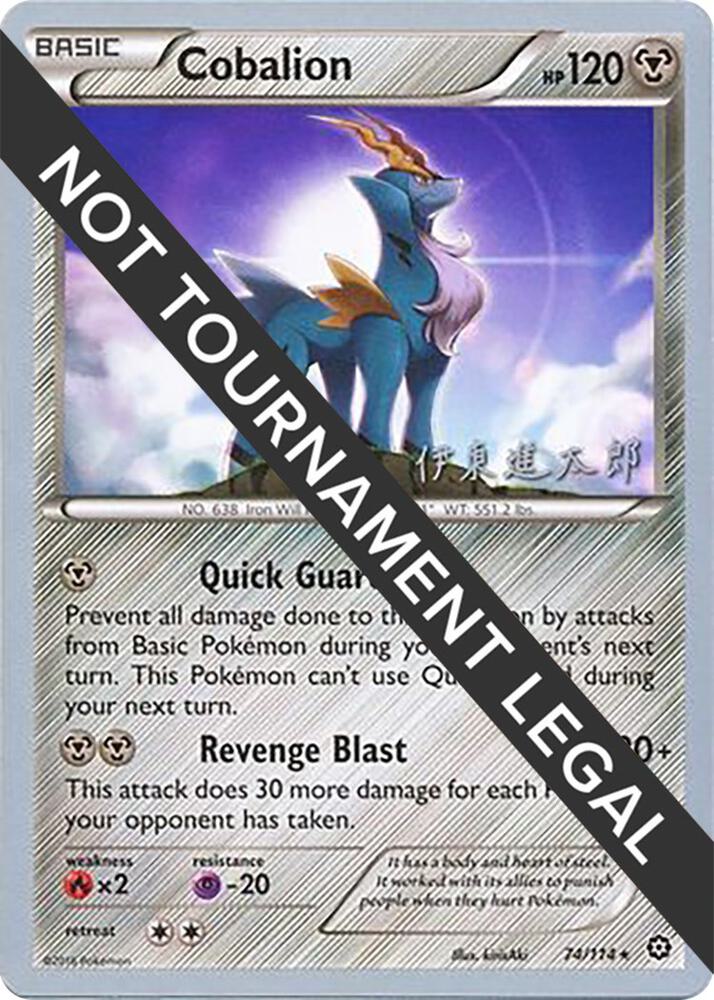 BASIC
Cobalion
HP 120
NOT TOURNAMENT LEGAL
伊東進太郎
NO. 638 Iron Will WT: 551.2 lbs.
Quick Guar
Prevent all damage done to th n by attacks
from Basic Pokémon during yo ent's next
turn. This Pokémon can't use Qu d during
your next turn.
Revenge Blast 0+
This attack does 30 more damage for each
your opponent has taken.
weakness
×2
resistance
-20
It has a body and heart of steel.
It worked with its allies to punish
people when they hurt Pokémon.
retreat
©2016 Pokémon
Illus. kirisAki
74/114 ★